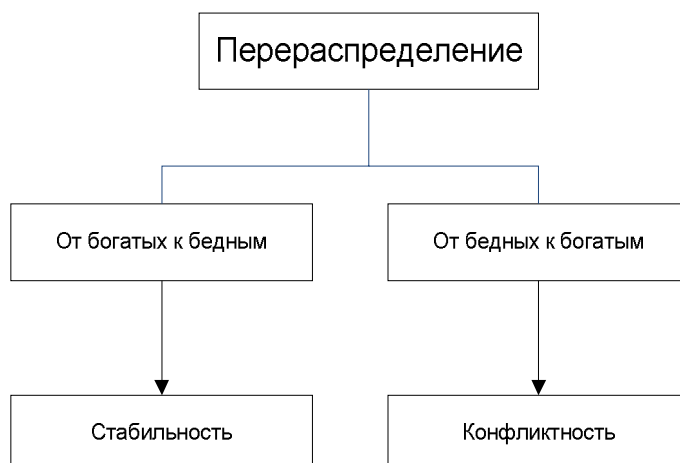 Перераспределение
От богатых к бедным
От бедных к богатым
Стабильность
Конфликтность